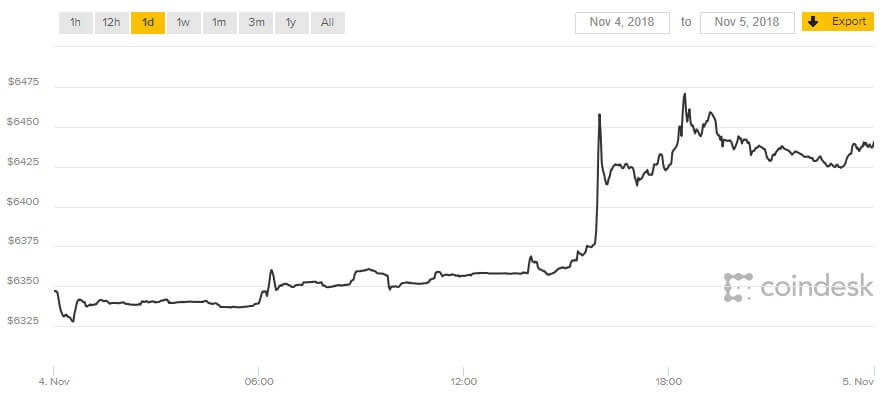 1h 12h 1d 1w 1m 3m 1y All Nov 4, 2018 to Nov 5, 2018 Export
$6475
$6450
$6425
$6400
$6375
$6350
$6325
coindesk
4. Nov 06:00 12:00 18:00 5. Nov